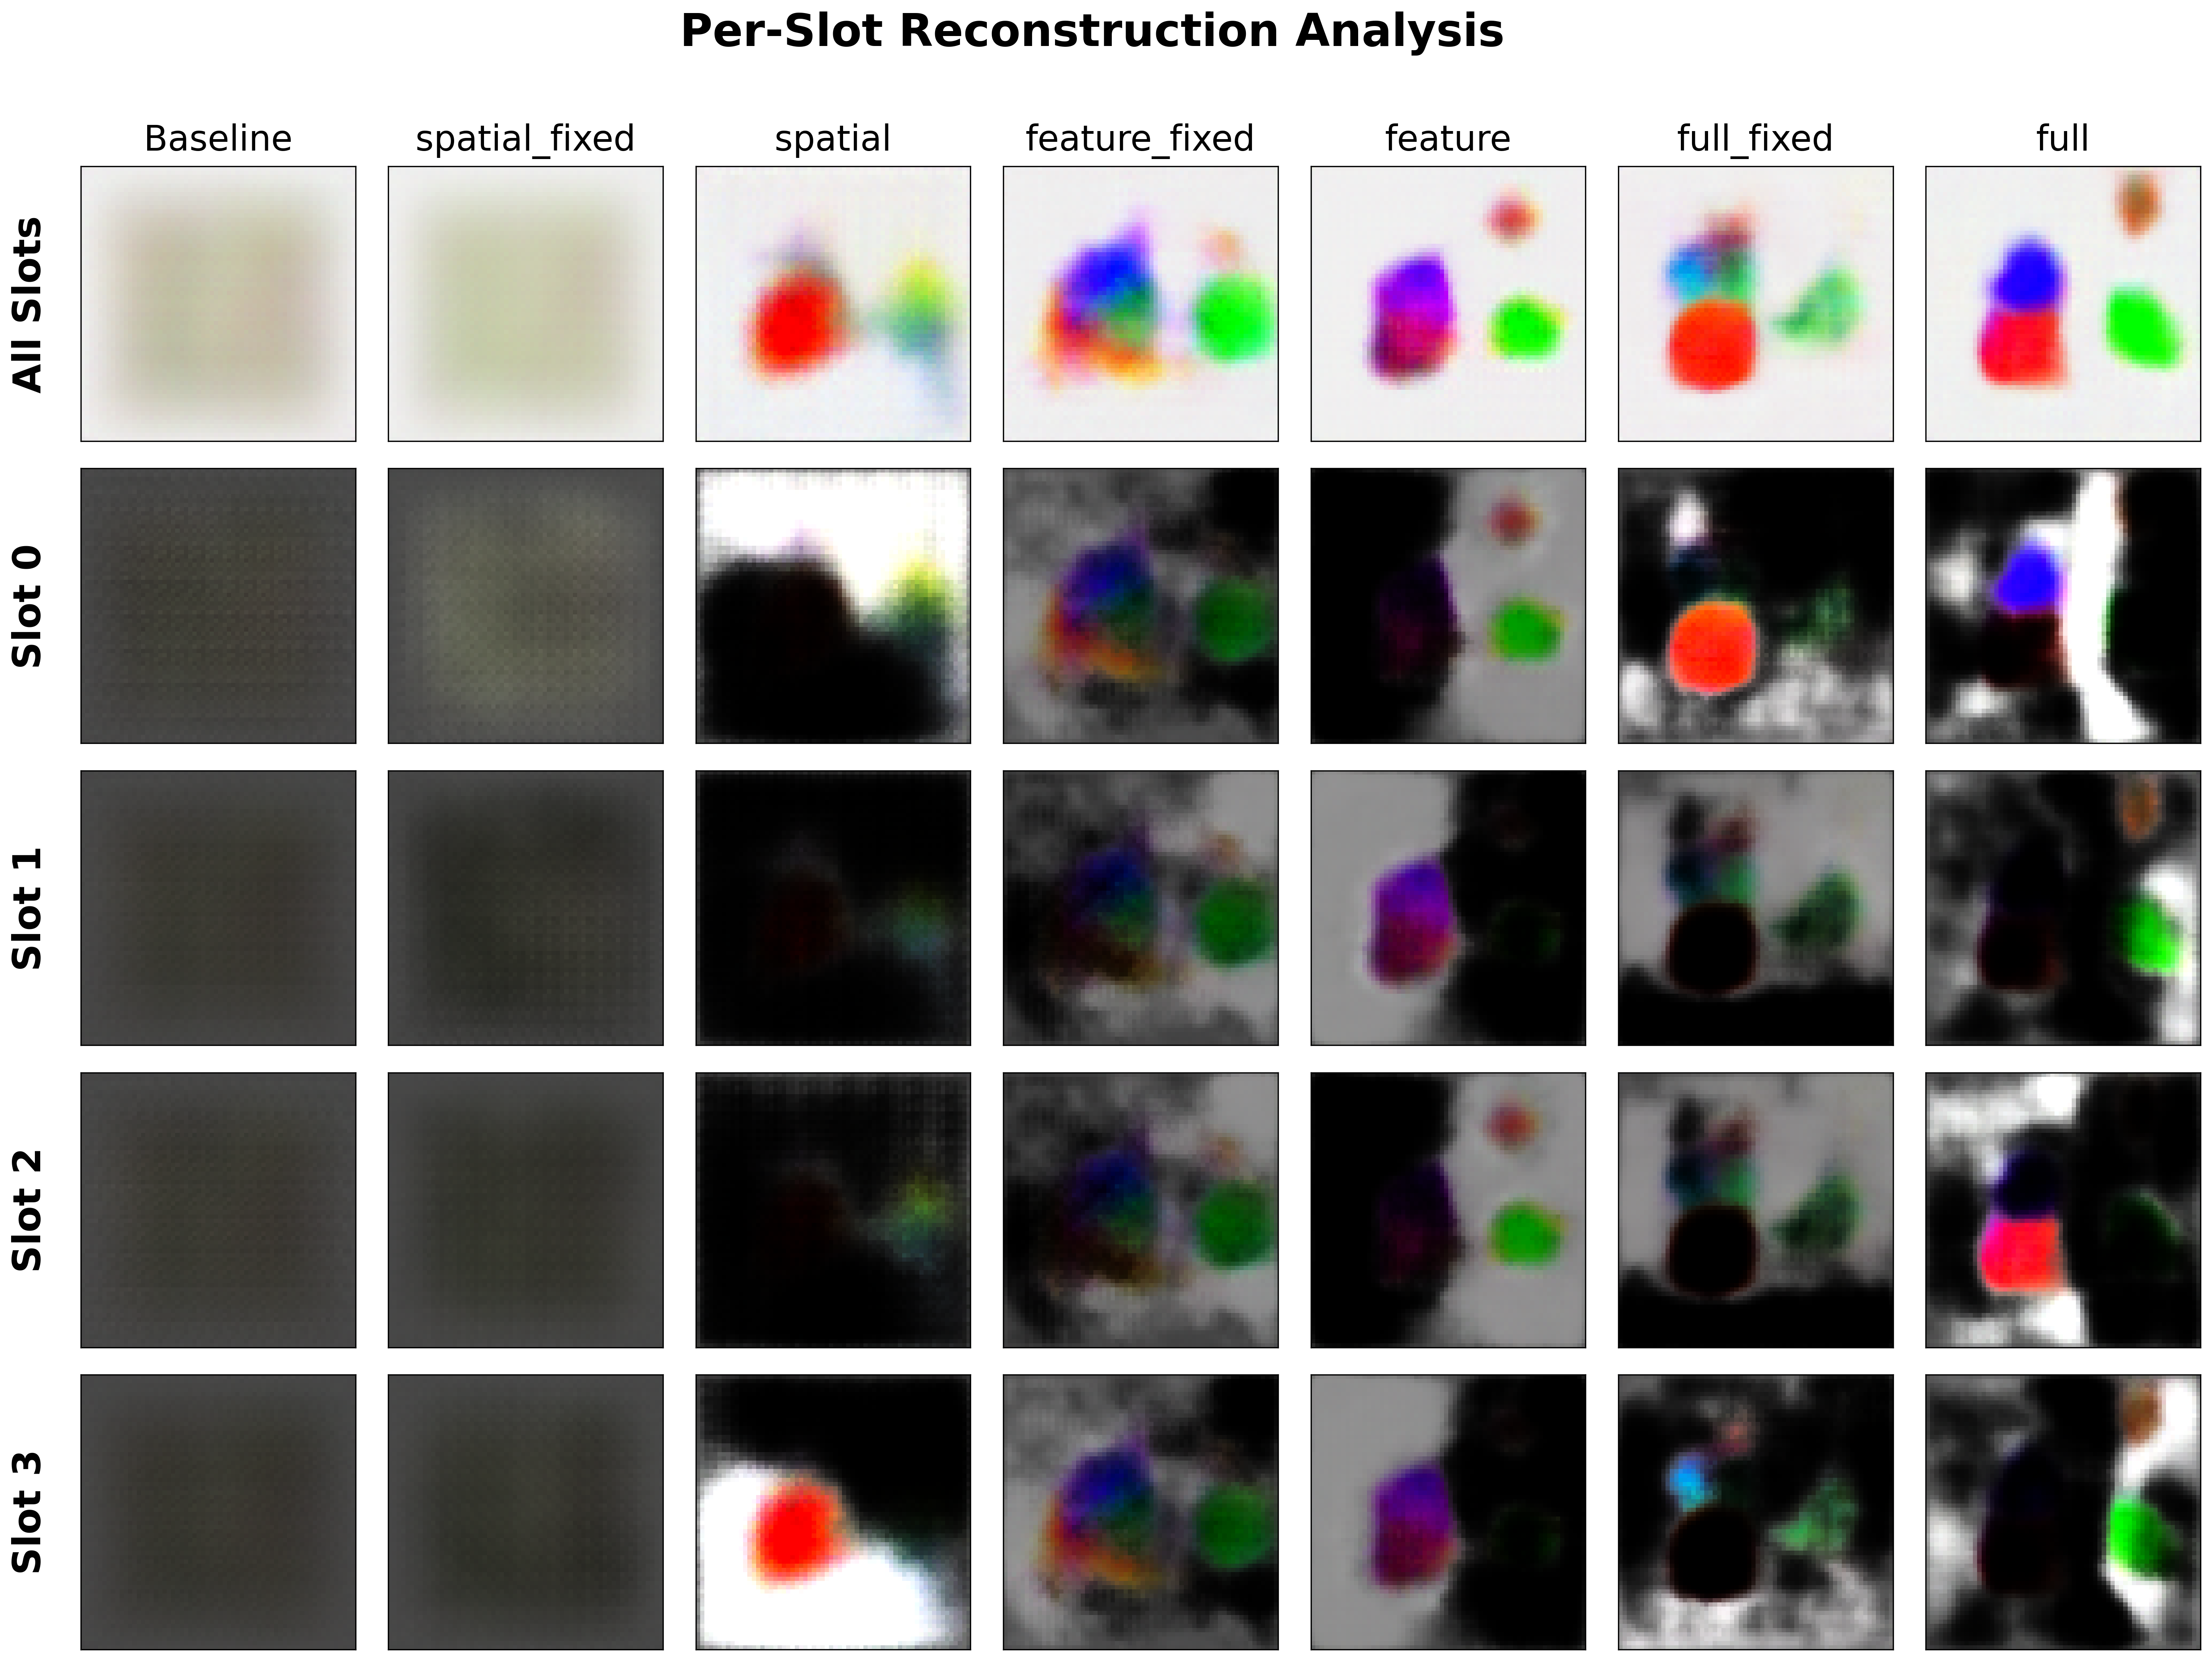 Per-Slot Reconstruction Analysis
Baseline spatial_fixed spatial feature_fixed feature full_fixed full
All Slots
Slot 0
Slot 1
Slot 2
Slot 3